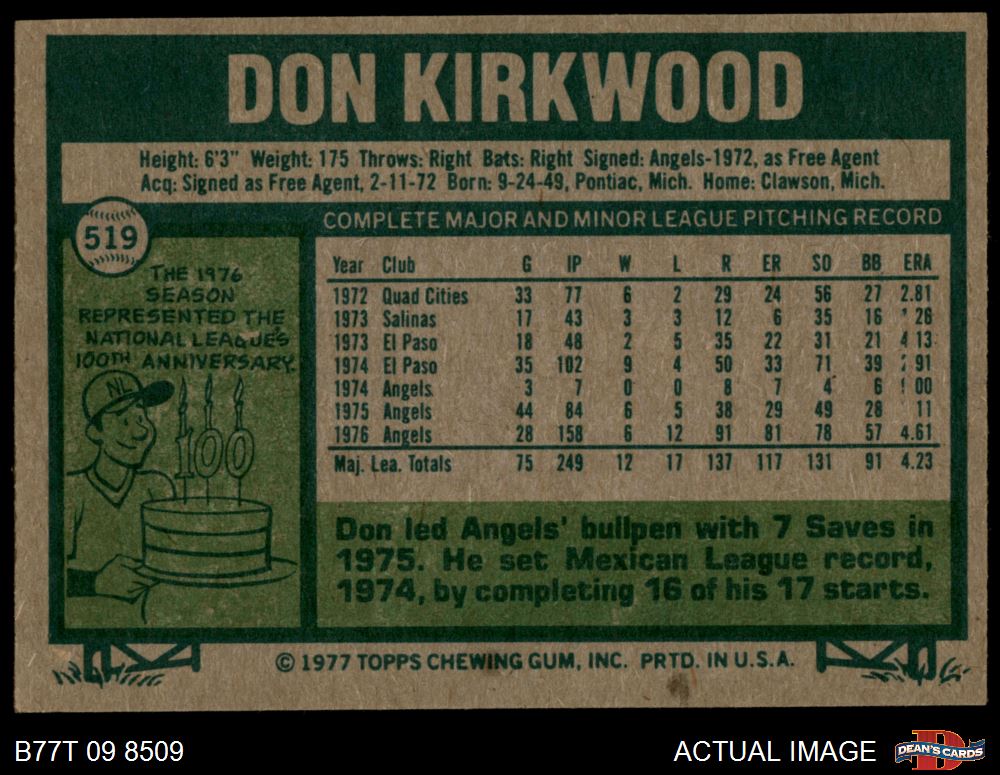 DON KIRKWOOD
Height: 6'3" Weight: 175 Throws: Right Bats: Right Signed: Angels-1972, as Free Agent
Acq: Signed as Free Agent, 2-11-72 Born: 9-24-49, Pontiac, Mich. Home: Clawson, Mich.
519
THE 1976
SEASON
REPRESENTED THE
NATIONAL LEAGUE'S
100TH ANNIVERSARY.
NL
100
COMPLETE MAJOR AND MINOR LEAGUE PITCHING RECORD
Year Club G IP W L R ER SO BB ERA
1972 Quad Cities 33 77 6 2 29 24 56 27 2.81
1973 Salinas 17 43 3 3 12 6 35 16 26
1973 El Paso 18 48 2 5 35 22 31 21 4.13
1974 El Paso 35 102 9 4 50 33 71 39 91
1974 Angels 3 7 0 0 8 7 4 6 00
1975 Angels 44 84 6 5 38 29 49 28 11
1976 Angels 28 158 6 12 91 81 78 57 4.61
Maj. Lea. Totals 75 249 12 17 137 117 131 91 4.23
Don led Angels' bullpen with 7 Saves in
1975. He set Mexican League record,
1974, by completing 16 of his 17 starts.
© 1977 TOPPS CHEWING GUM, INC. PRTD. IN U.S.A.
B77T 09 8509
ACTUAL IMAGE
DEAN'S CARDS